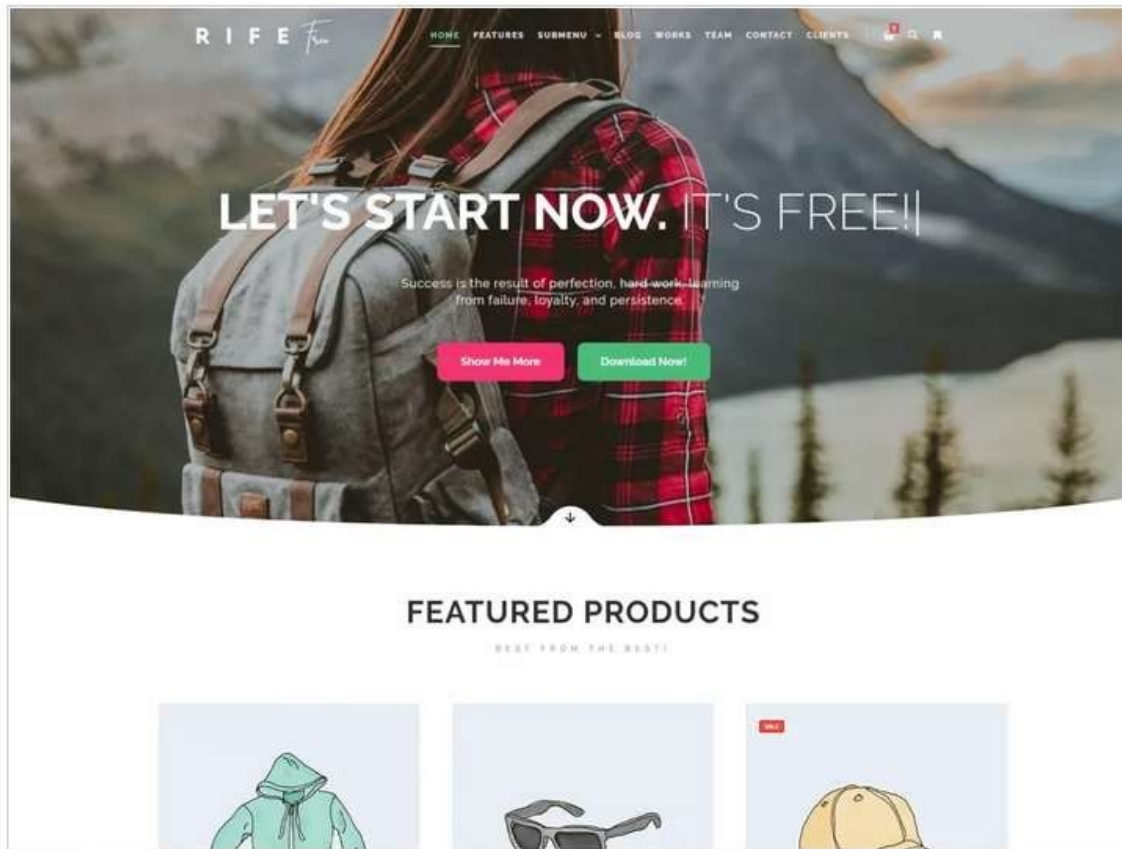 RIFE Free
HOME FEATURES SUBMENU BLOG WORKS TEAM CONTACT CLIENTS
LET'S START NOW. IT'S FREE!|
Success is the result of perfection, hard work, learning
from failure, loyalty, and persistence.
Show Me More Download Now!
FEATURED PRODUCTS
BEST FROM THE BEST!
SALE